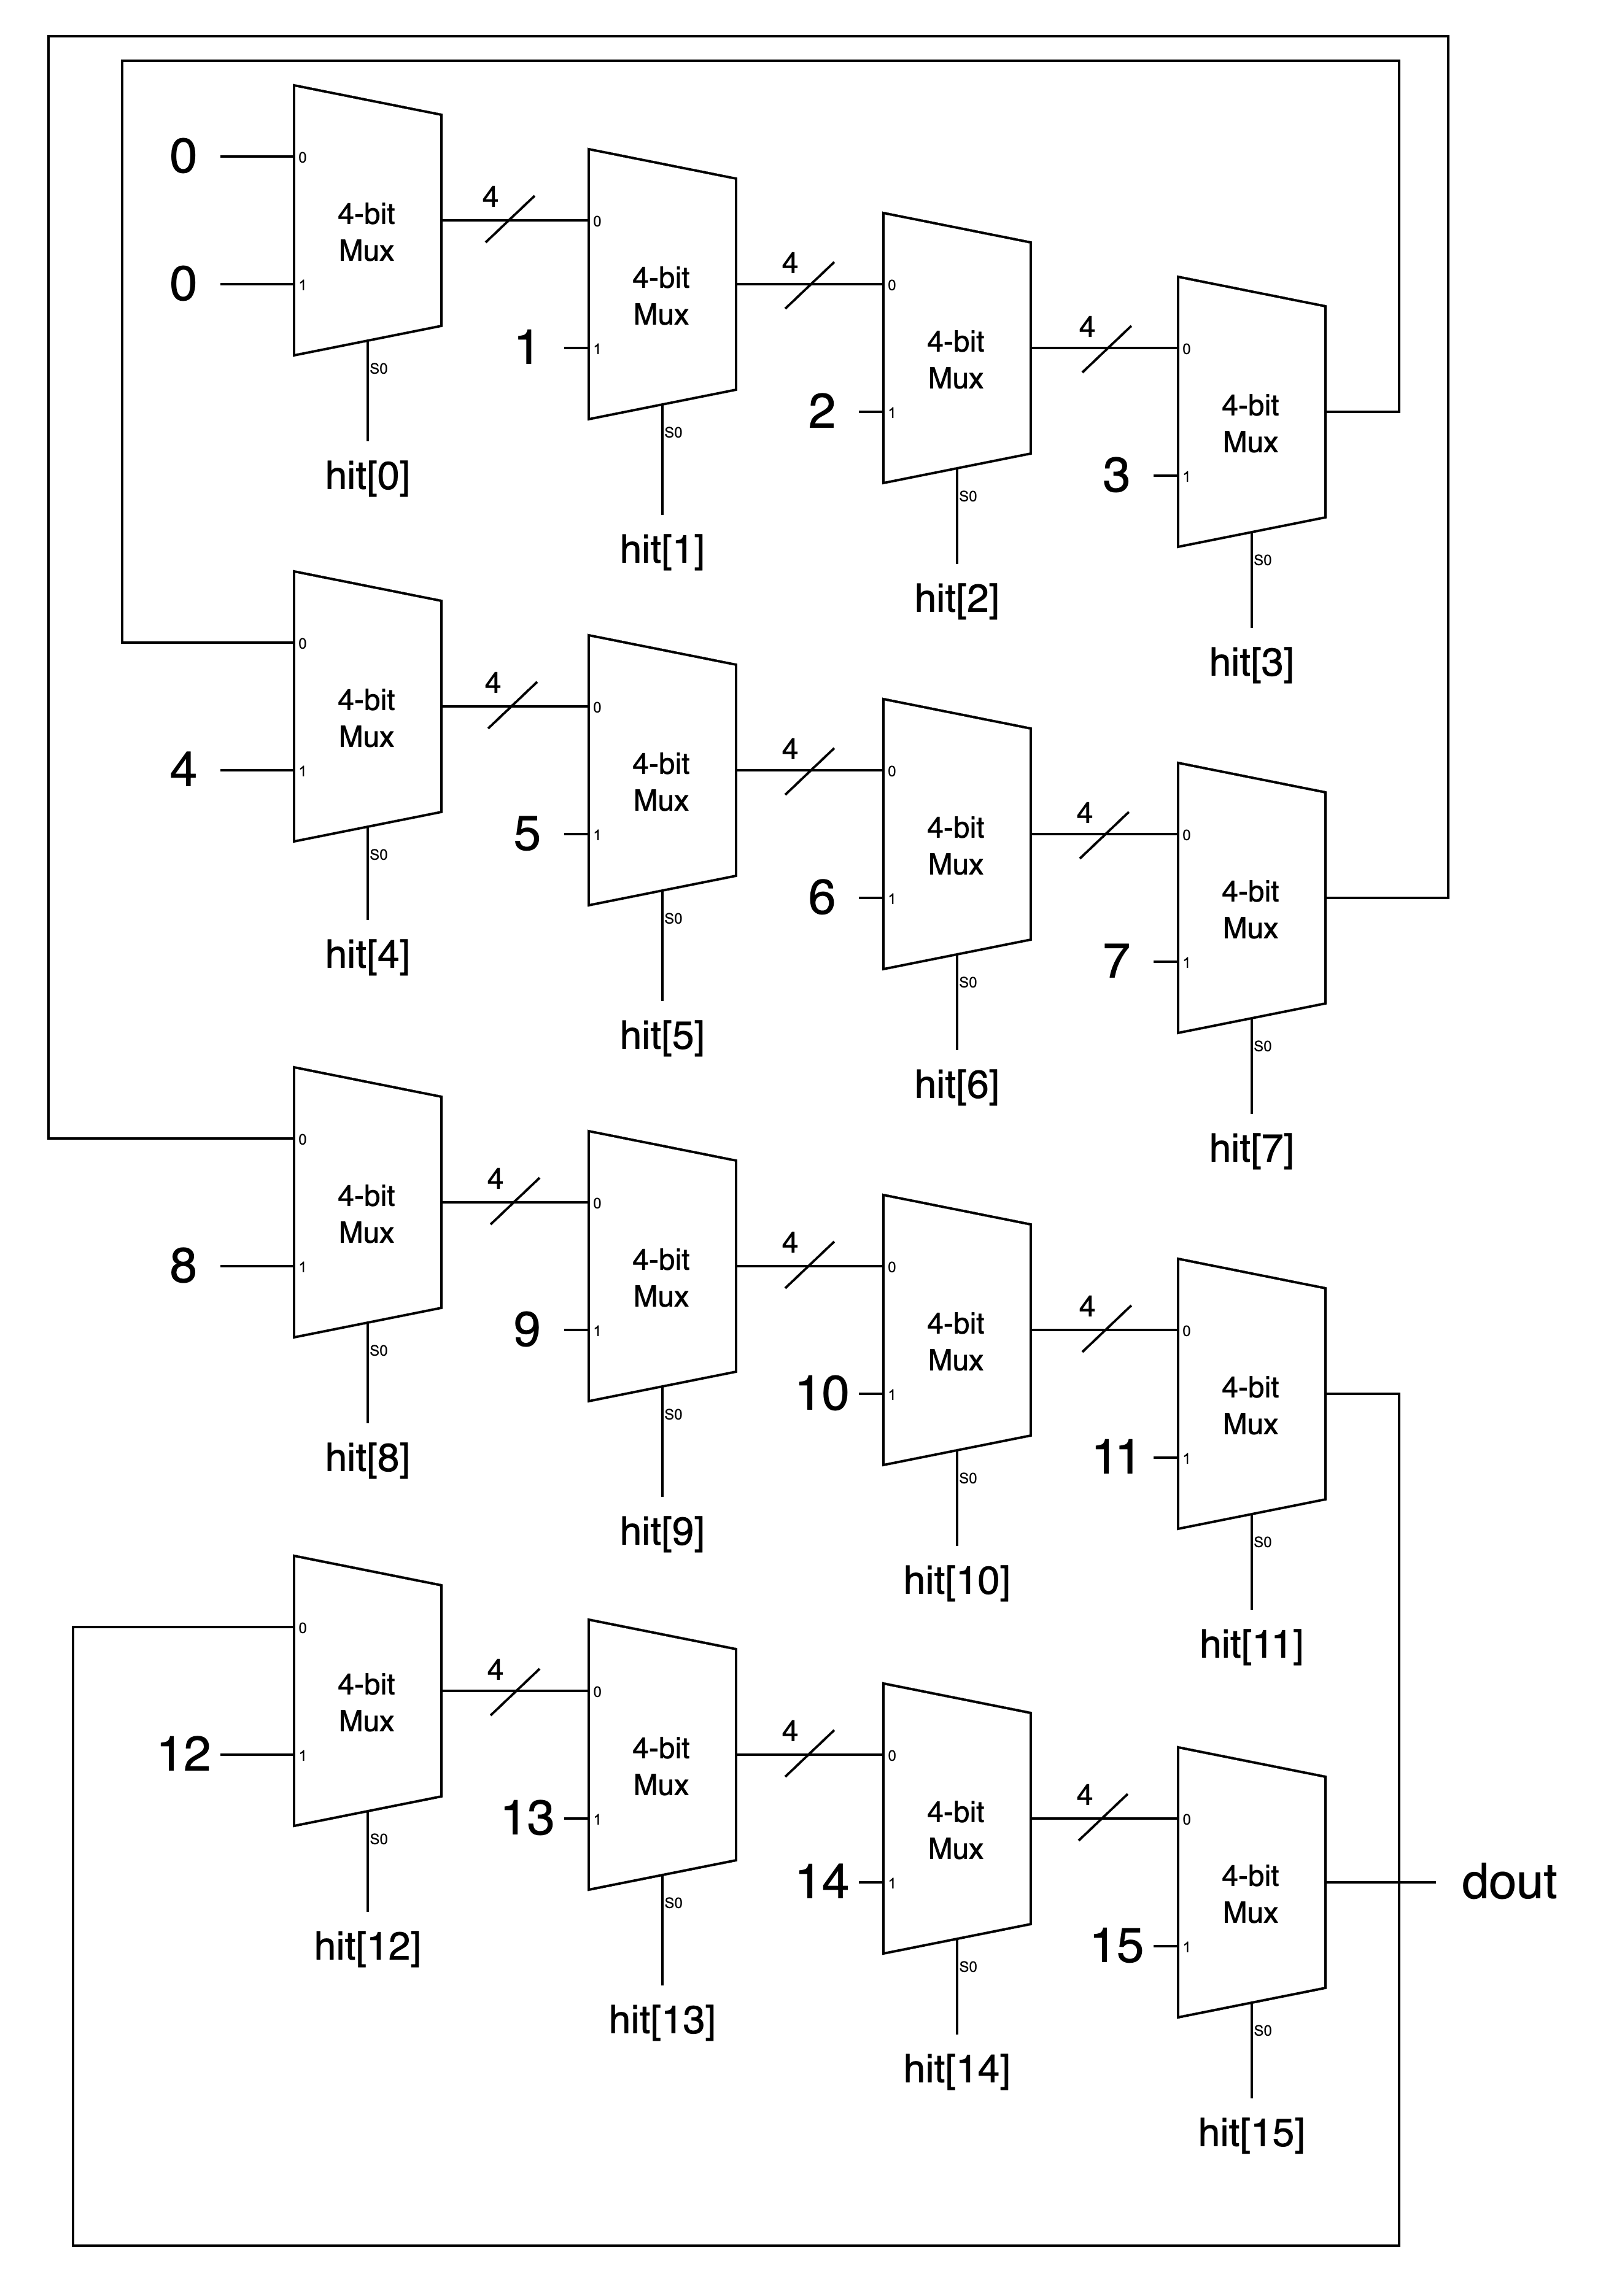 0
0
4-bit
Mux
0
1
S0
hit[0]
4
0
4-bit
Mux
1
1
S0
hit[1]
4
0
4-bit
Mux
2
1
S0
hit[2]
4
0
4-bit
Mux
3
1
S0
hit[3]
0
4-bit
Mux
4
1
S0
hit[4]
4
0
4-bit
Mux
5
1
S0
hit[5]
4
0
4-bit
Mux
6
1
S0
hit[6]
4
0
4-bit
Mux
7
1
S0
hit[7]
0
4-bit
Mux
8
1
S0
hit[8]
4
0
4-bit
Mux
9
1
S0
hit[9]
4
0
4-bit
Mux
10
1
S0
hit[10]
4
0
4-bit
Mux
11
1
S0
hit[11]
0
4-bit
Mux
12
1
S0
hit[12]
4
0
4-bit
Mux
13
1
S0
hit[13]
4
0
4-bit
Mux
14
1
S0
hit[14]
4
0
4-bit
Mux
15
1
S0
hit[15]
dout